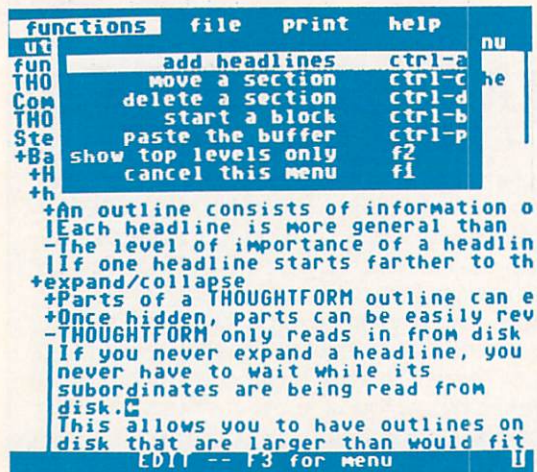 functions file print help
ut nu
fun add headlines ctrl-a
THO move a section ctrl-c he
Com delete a section ctrl-d
THO start a block ctrl-b
Ste paste the buffer ctrl-p
+Ba show top levels only f2
+H cancel this menu f1
+h
+An outline consists of information o
|Each headline is more general than
-The level of importance of a headlin
|If one headline starts farther to th
+expand/collapse
+Parts of a THOUGHTFORM outline can e
+Once hidden, parts can be easily rev
-THOUGHTFORM only reads in from disk
If you never expand a headline, you
never have to wait while its
subordinates are being read from
disk.C
This allows you to have outlines on
disk that are larger than would fit
EDIT -- F3 for menu II